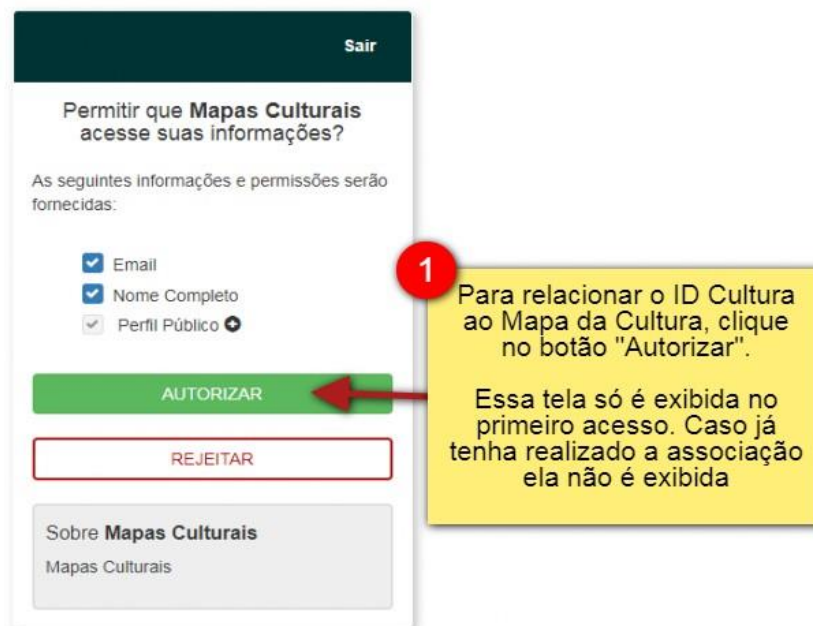 Sair
Permitir que Mapas Culturais
acesse suas informações?
As seguintes informações e permissões serão
fornecidas:
Email
Nome Completo
Perfil Público
AUTORIZAR
REJEITAR
Sobre Mapas Culturais
Mapas Culturais
1
Para relacionar o ID Cultura
ao Mapa da Cultura, clique
no botão "Autorizar".
Essa tela só é exibida no
primeiro acesso. Caso já
tenha realizado a associação
ela não é exibida